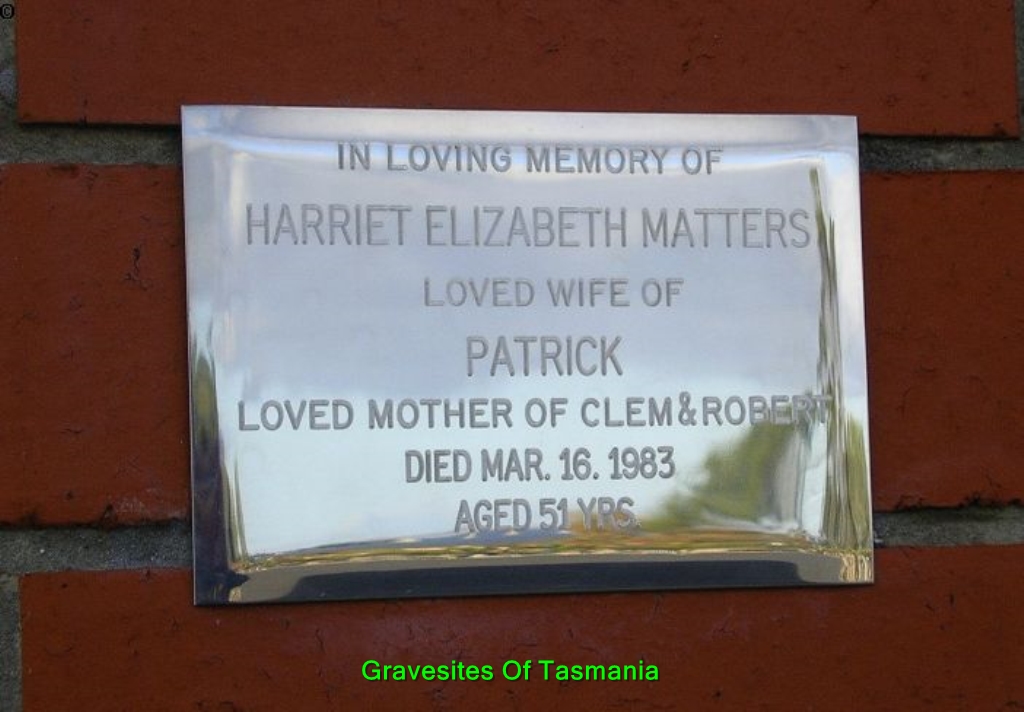 ©
IN LOVING MEMORY OF
HARRIET ELIZABETH MATTERS
LOVED WIFE OF
PATRICK
LOVED MOTHER OF CLEM & ROBERT
DIED MAR. 16. 1983
AGED 51 YRS.
Gravesites Of Tasmania